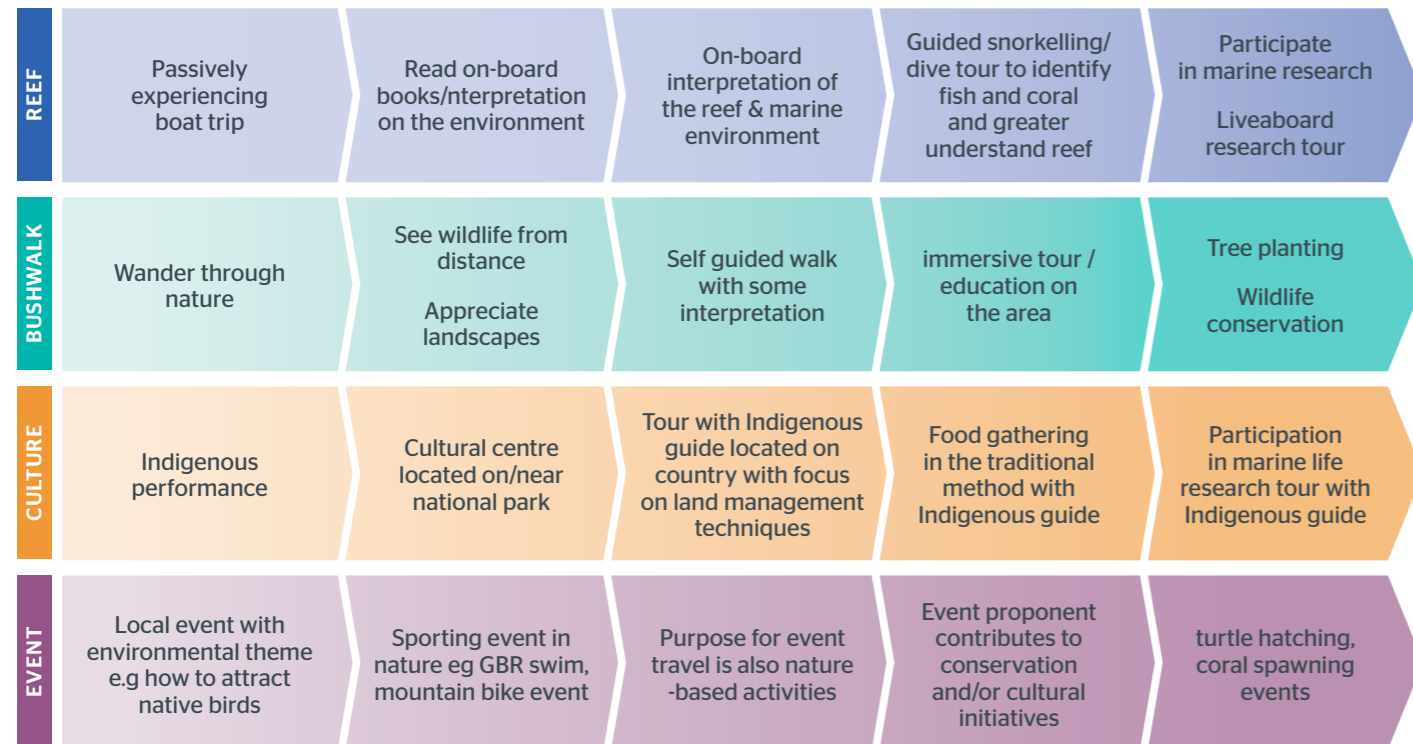 REEF
Passively
experiencing
boat trip
Read on-board
books/nterpretation
on the environment
On-board
interpretation of
the reef & marine
environment
Guided snorkelling/
dive tour to identify
fish and coral
and greater
understand reef
Participate
in marine research
Liveaboard
research tour
BUSHWALK
Wander through
nature
See wildlife from
distance
Appreciate
landscapes
Self guided walk
with some
interpretation
immersive tour /
education on
the area
Tree planting
Wildlife
conservation
CULTURE
Indigenous
performance
Cultural centre
located on/near
national park
Tour with Indigenous
guide located on
country with focus
on land management
techniques
Food gathering
in the traditional
method with
Indigenous guide
Participation
in marine life
research tour with
Indigenous guide
EVENT
Local event with
environmental theme
e.g how to attract
native birds
Sporting event in
nature eg GBR swim,
mountain bike event
Purpose for event
travel is also nature
-based activities
Event proponent
contributes to
conservation
and/or cultural
initiatives
turtle hatching,
coral spawning
events